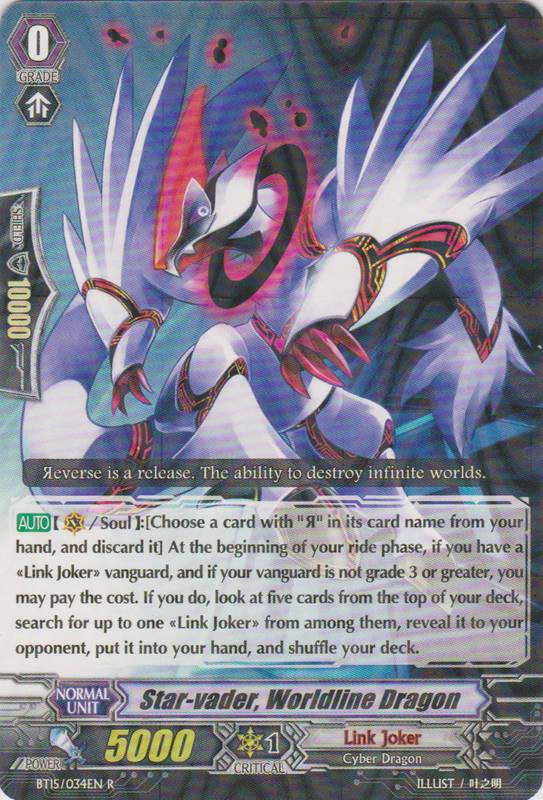 0
GRADE
SHIELD
10000
Яeverse is a release. The ability to destroy infinite worlds.
AUTO【 /Soul】:[Choose a card with "Я" in its card name from your
hand, and discard it] At the beginning of your ride phase, if you have a
«Link Joker» vanguard, and if your vanguard is not grade 3 or greater, you
may pay the cost. If you do, look at five cards from the top of your deck,
search for up to one «Link Joker» from among them, reveal it to your
opponent, put it into your hand, and shuffle your deck.
NORMAL
UNIT
Star-vader, Worldline Dragon
POWER
5000
1
CRITICAL
Link Joker
Cyber Dragon
BT15/034EN R
ILLUST / 叶之明